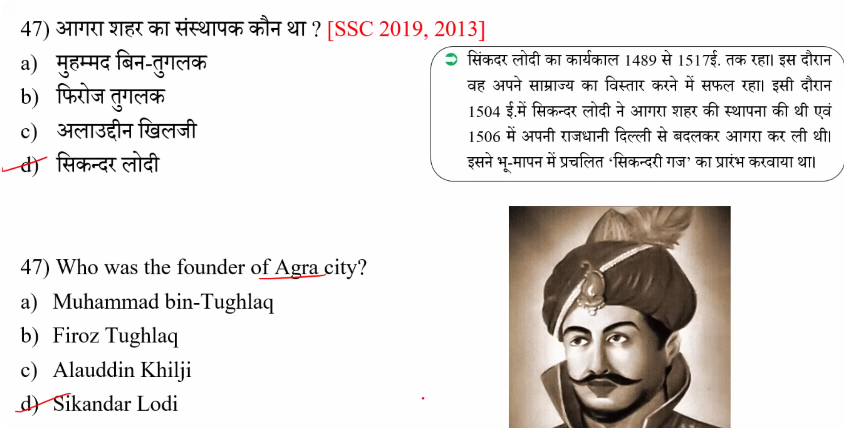 47) आगरा शहर का संस्थापक कौन था ? [SSC 2019, 2013]
a) मुहम्मद बिन-तुगलक
b) फिरोज तुगलक
c) अलाउद्दीन खिलजी
d) सिकन्दर लोदी
सिंकदर लोदी का कार्यकाल 1489 से 1517ई. तक रहा। इस दौरान
वह अपने साम्राज्य का विस्तार करने में सफल रहा। इसी दौरान
1504 ई.में सिकन्दर लोदी ने आगरा शहर की स्थापना की थी एवं
1506 में अपनी राजधानी दिल्ली से बदलकर आगरा कर ली थी।
इसने भू-मापन में प्रचलित ‘सिकन्दरी गज’ का प्रारंभ करवाया था।
47) Who was the founder of Agra city?
a) Muhammad bin-Tughlaq
b) Firoz Tughlaq
c) Alauddin Khilji
d) Sikandar Lodi